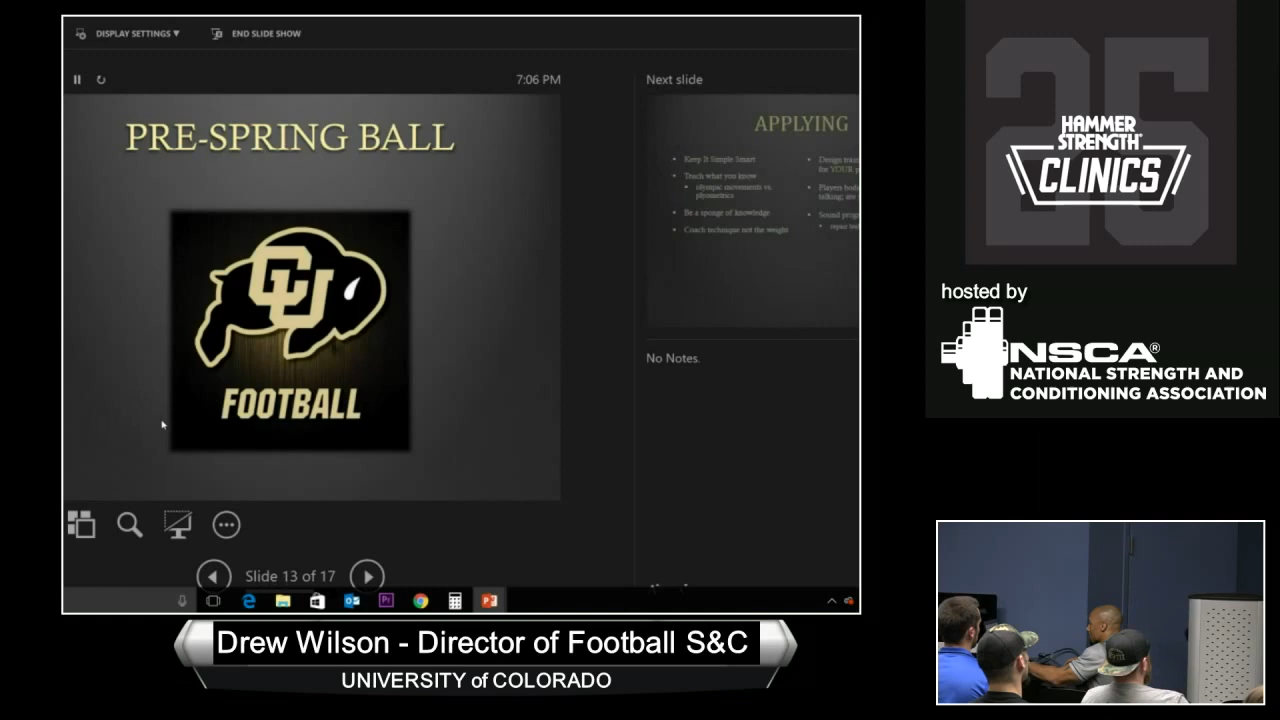 DISPLAY SETTINGS ▼
END SLIDE SHOW
7:06 PM
Next slide
PRE-SPRING BALL
CU
FOOTBALL
APPLYING
Keep It Simple Smart
Teach what you know
olympic movements vs.
plyometrics
Be a sponge of knowledge
Coach technique not the weight
for YOUR
No Notes.
Slide 13 of 17
Drew Wilson - Director of Football S&C
UNIVERSITY of COLORADO
25
HAMMER
STRENGTH
CLINICS
hosted by
NSCA®
NATIONAL STRENGTH AND
CONDITIONING ASSOCIATION